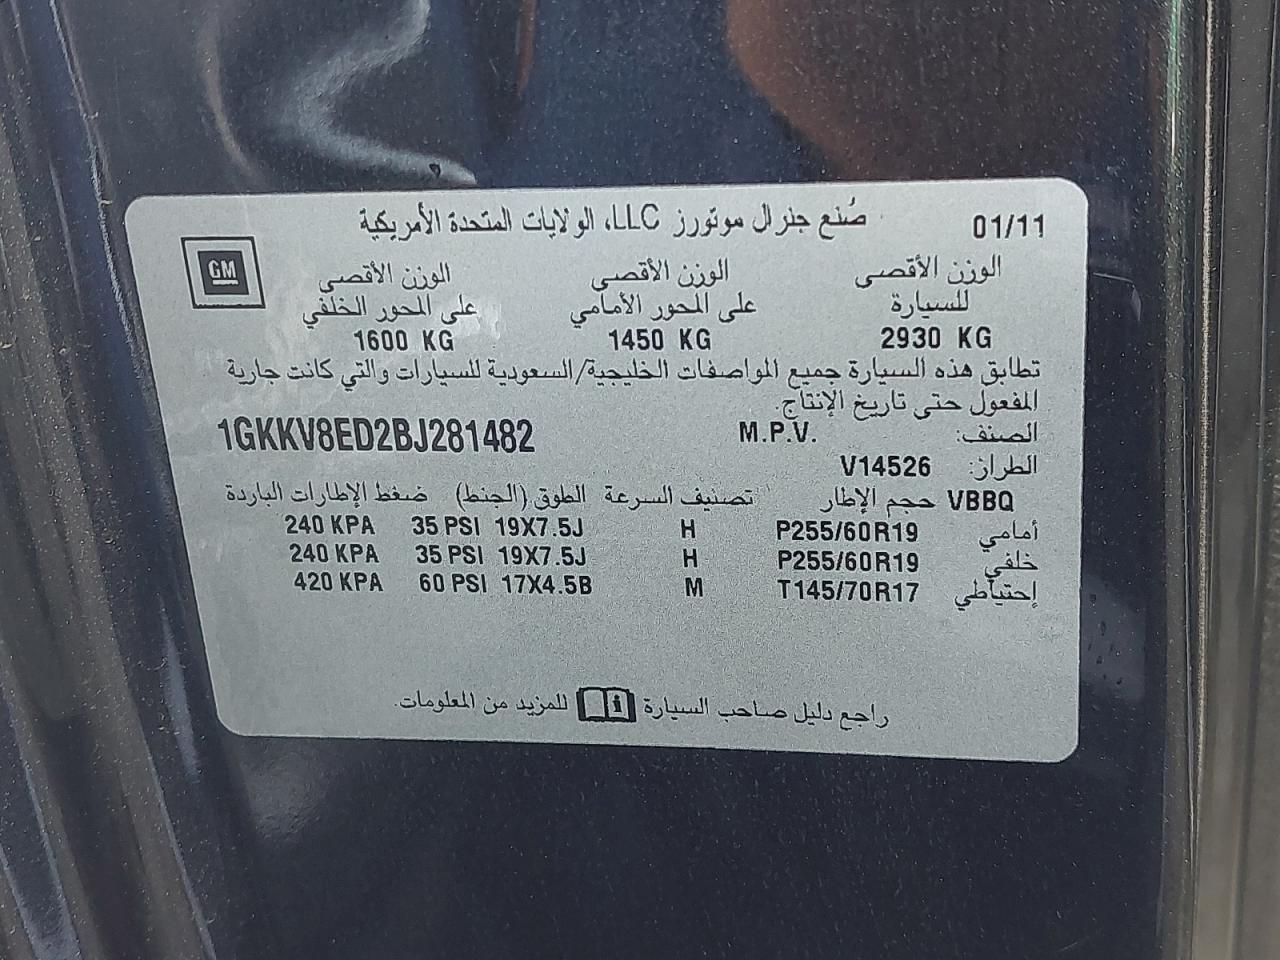 صُنع جنرال موتورز LLC، الولايات المتحدة الأمريكية 01/11
GM
الوزن الأقصى للسيارة
2930 KG
الوزن الأقصى على المحور الأمامي
1450 KG
الوزن الأقصى على المحور الخلفي
1600 KG
تطابق هذه السيارة جميع المواصفات الخليجية/السعودية للسيارات والتي كانت جارية
المفعول حتى تاريخ الإنتاج.
الصنف: M.P.V. 1GKKV8ED2BJ281482
الطراز: V14526
VBBQ حجم الإطار تصنيف السرعة الطوق (الجنط) ضغط الإطارات الباردة
أمامي P255/60R19 H 19X7.5J 35 PSI 240 KPA
خلفي P255/60R19 H 19X7.5J 35 PSI 240 KPA
إحتياطي T145/70R17 M 17X4.5B 60 PSI 420 KPA
راجع دليل صاحب السيارة للمزيد من المعلومات.